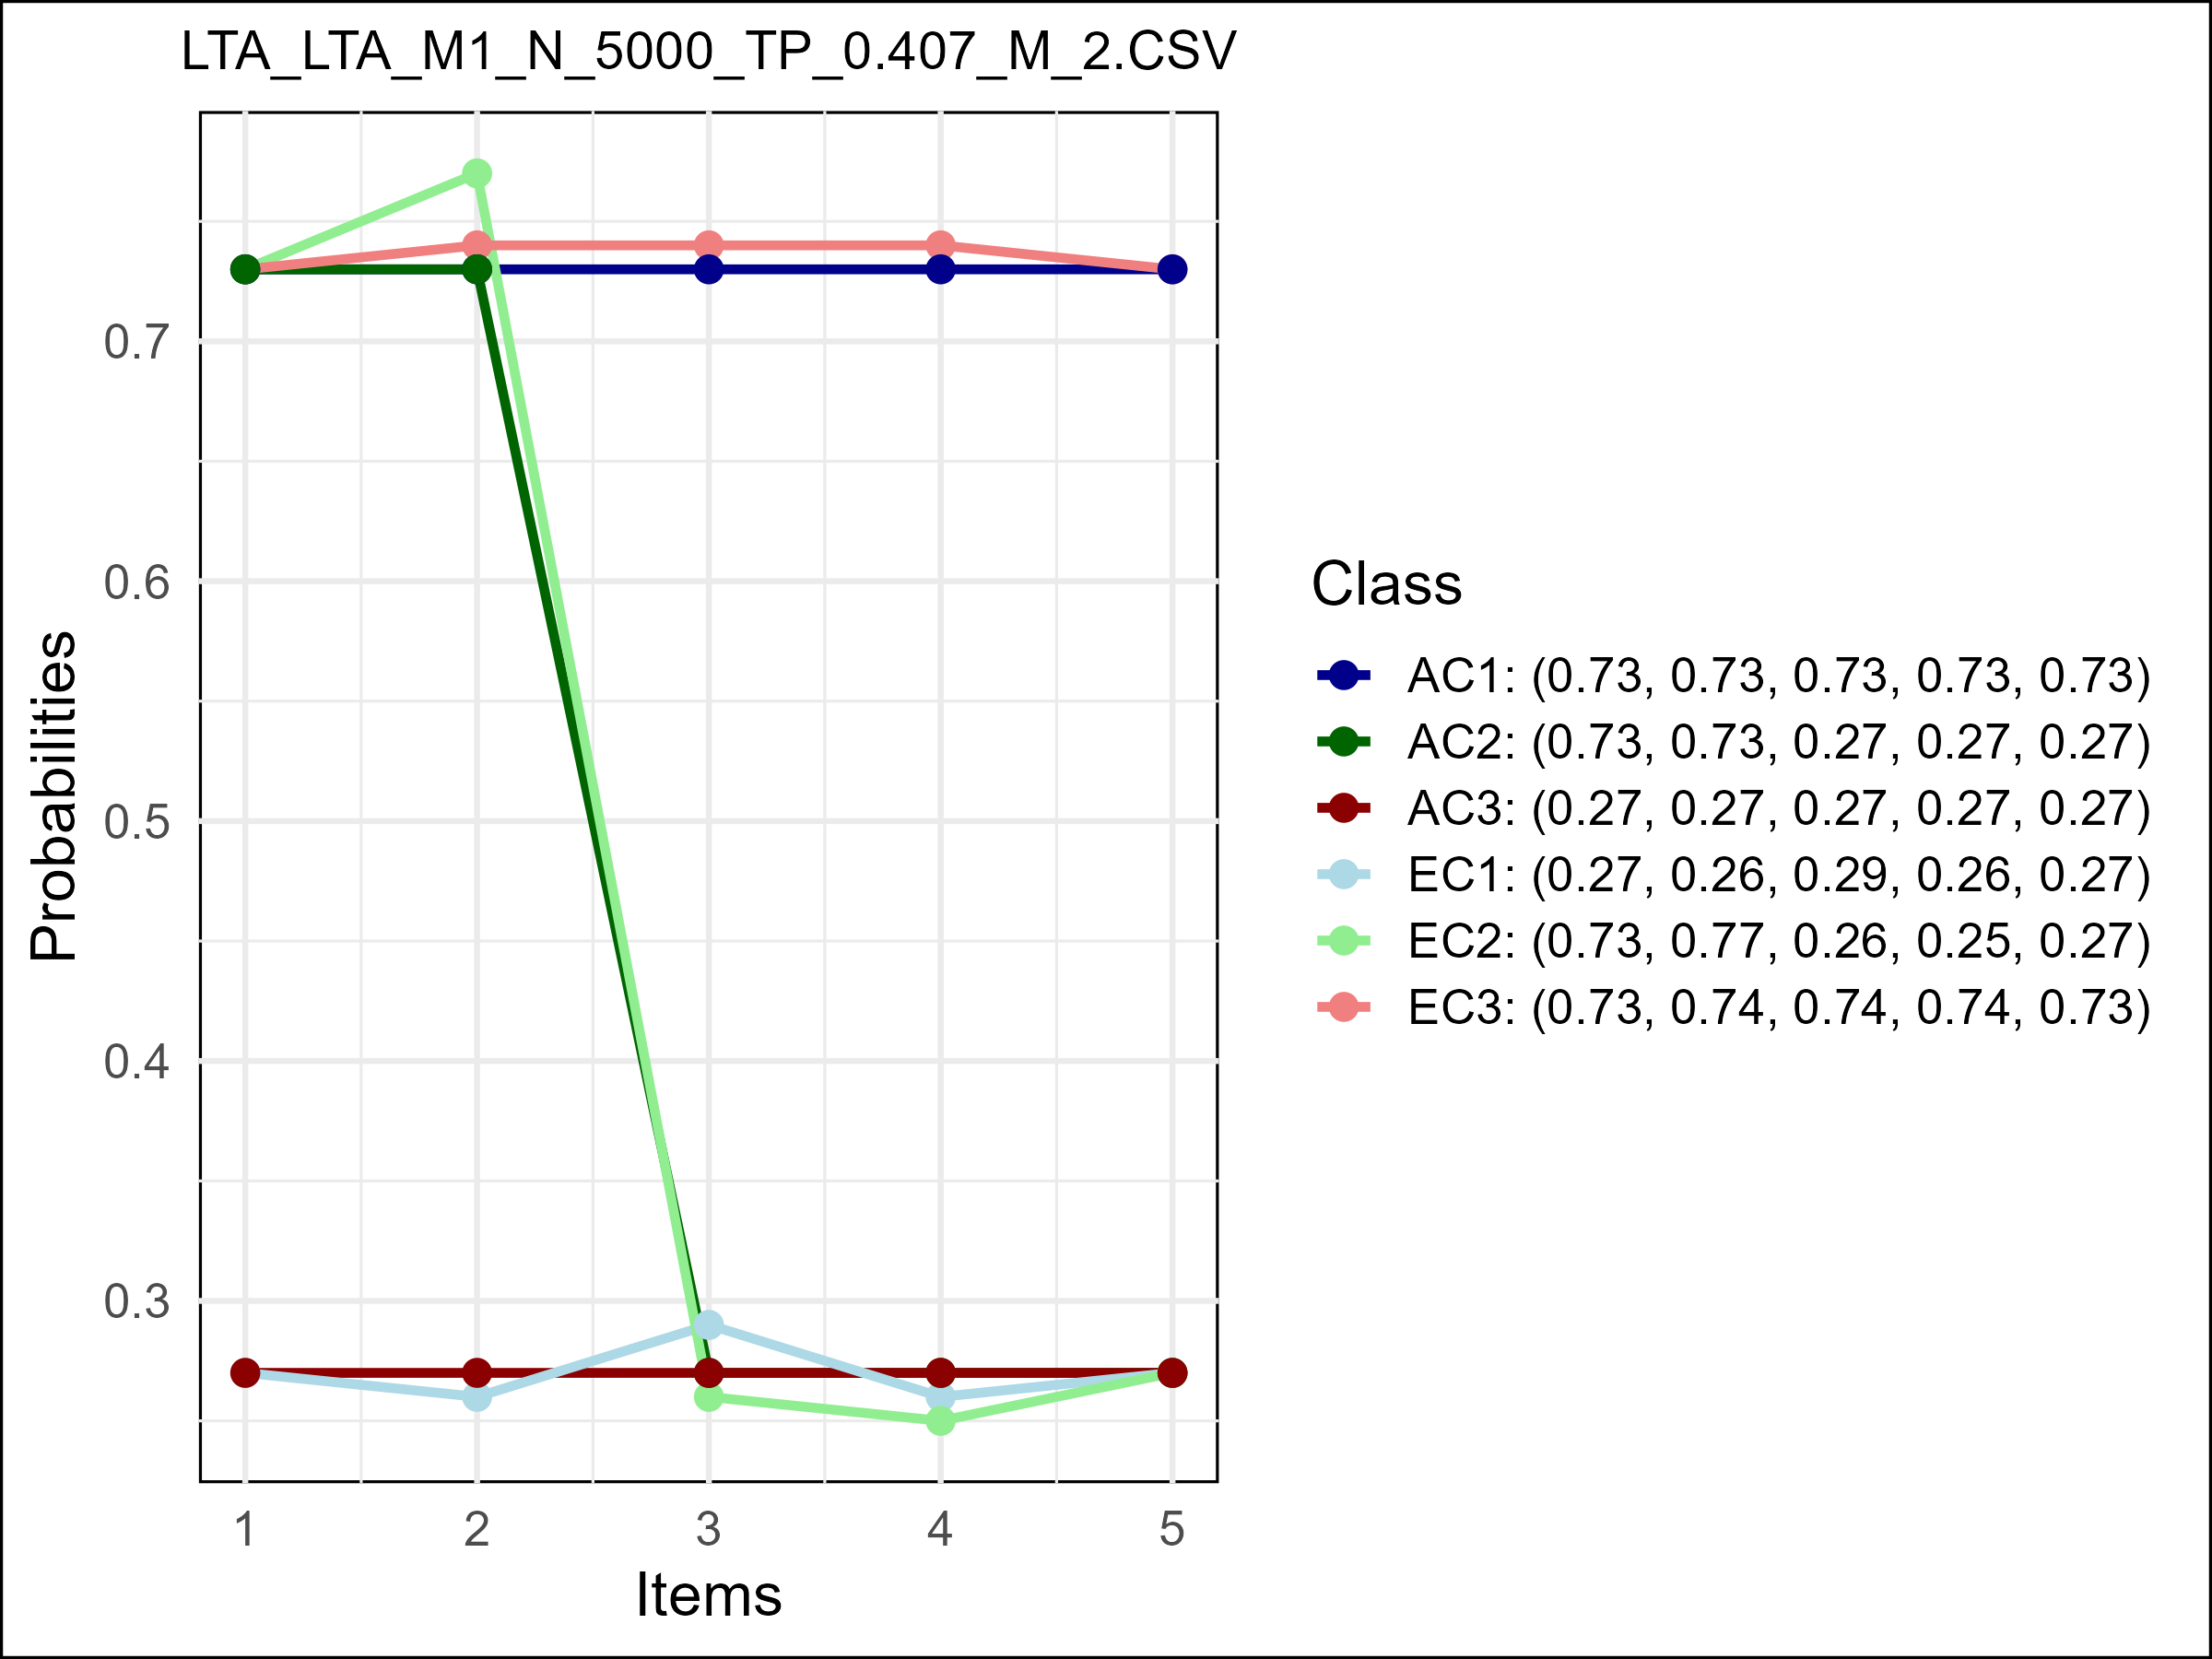 LTA_LTA_M1_N_5000_TP_0.407_M_2.CSV
Probabilities
0.7
0.6
0.5
0.4
0.3
1 2 3 4 5
Items
Class
AC1: (0.73, 0.73, 0.73, 0.73, 0.73)
AC2: (0.73, 0.73, 0.27, 0.27, 0.27)
AC3: (0.27, 0.27, 0.27, 0.27, 0.27)
EC1: (0.27, 0.26, 0.29, 0.26, 0.27)
EC2: (0.73, 0.77, 0.26, 0.25, 0.27)
EC3: (0.73, 0.74, 0.74, 0.74, 0.73)